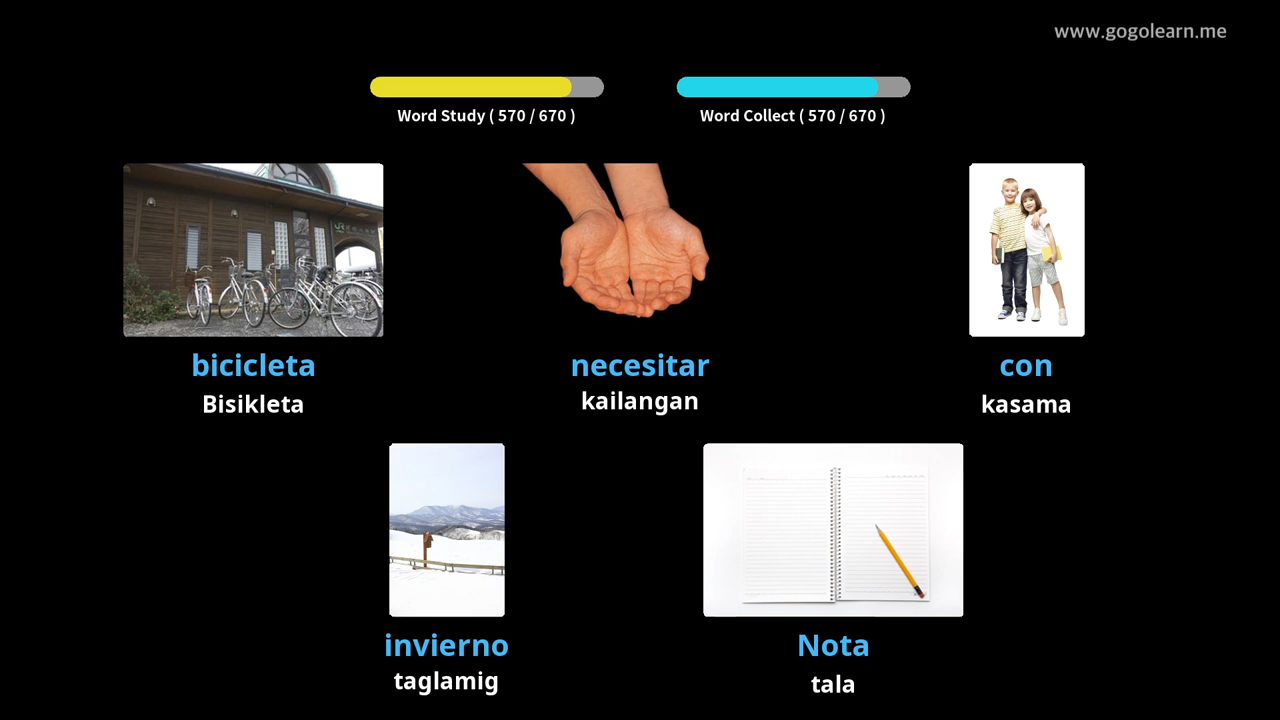 www.gogolearn.me
Word Study ( 570 / 670 )
Word Collect ( 570 / 670 )
bicicleta
Bisikleta
necesitar
kailangan
con
kasama
invierno
taglamig
Nota
tala